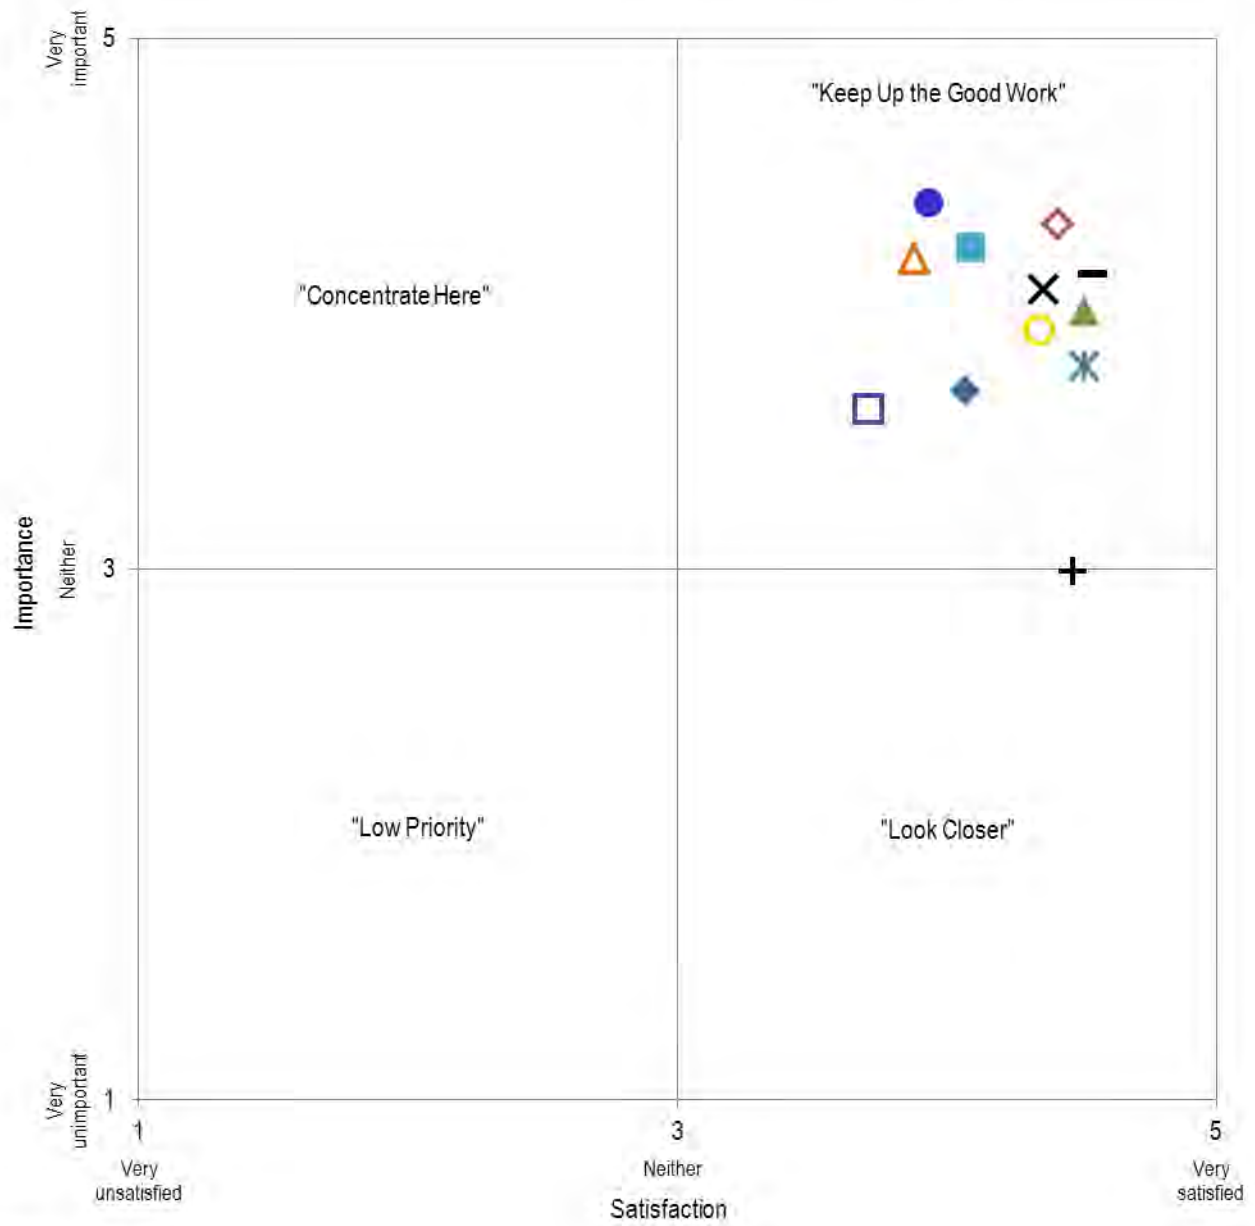 Very
important
5
"Keep Up the Good Work"
"Concentrate Here"
Importance
Neither
3
"Low Priority"
"Look Closer"
Very
unimportant
1
1
3
5
Very
unsatisfied
Neither
Very
satisfied
Satisfaction